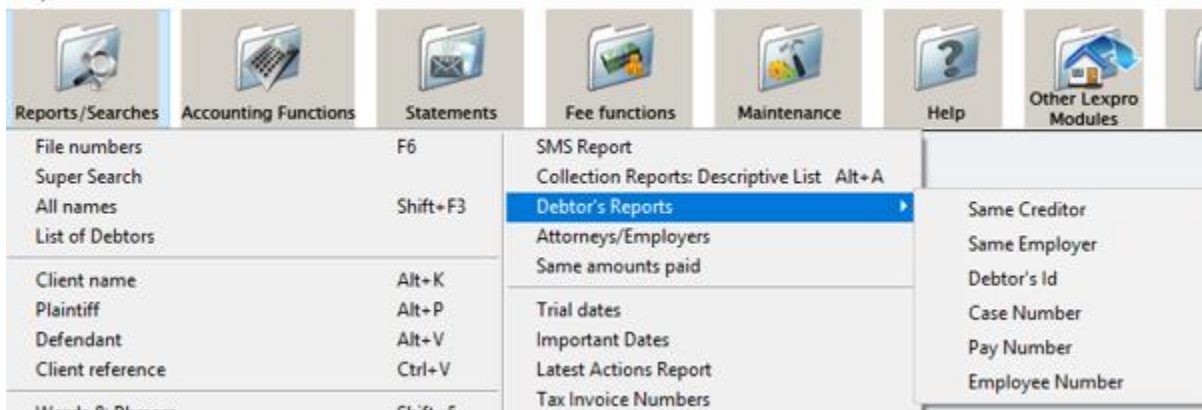 Reports/Searches
Accounting Functions
Statements
Fee functions
Maintenance
Help
Other Lexpro
Modules
File numbers F6
Super Search
All names Shift+F3
List of Debtors
Client name Alt+K
Plaintiff Alt+P
Defendant Alt+V
Client reference Ctrl+V
SMS Report
Collection Reports: Descriptive List Alt+A
Debtor's Reports
Attorneys/Employers
Same amounts paid
Trial dates
Important Dates
Latest Actions Report
Tax Invoice Numbers
Same Creditor
Same Employer
Debtor's Id
Case Number
Pay Number
Employee Number